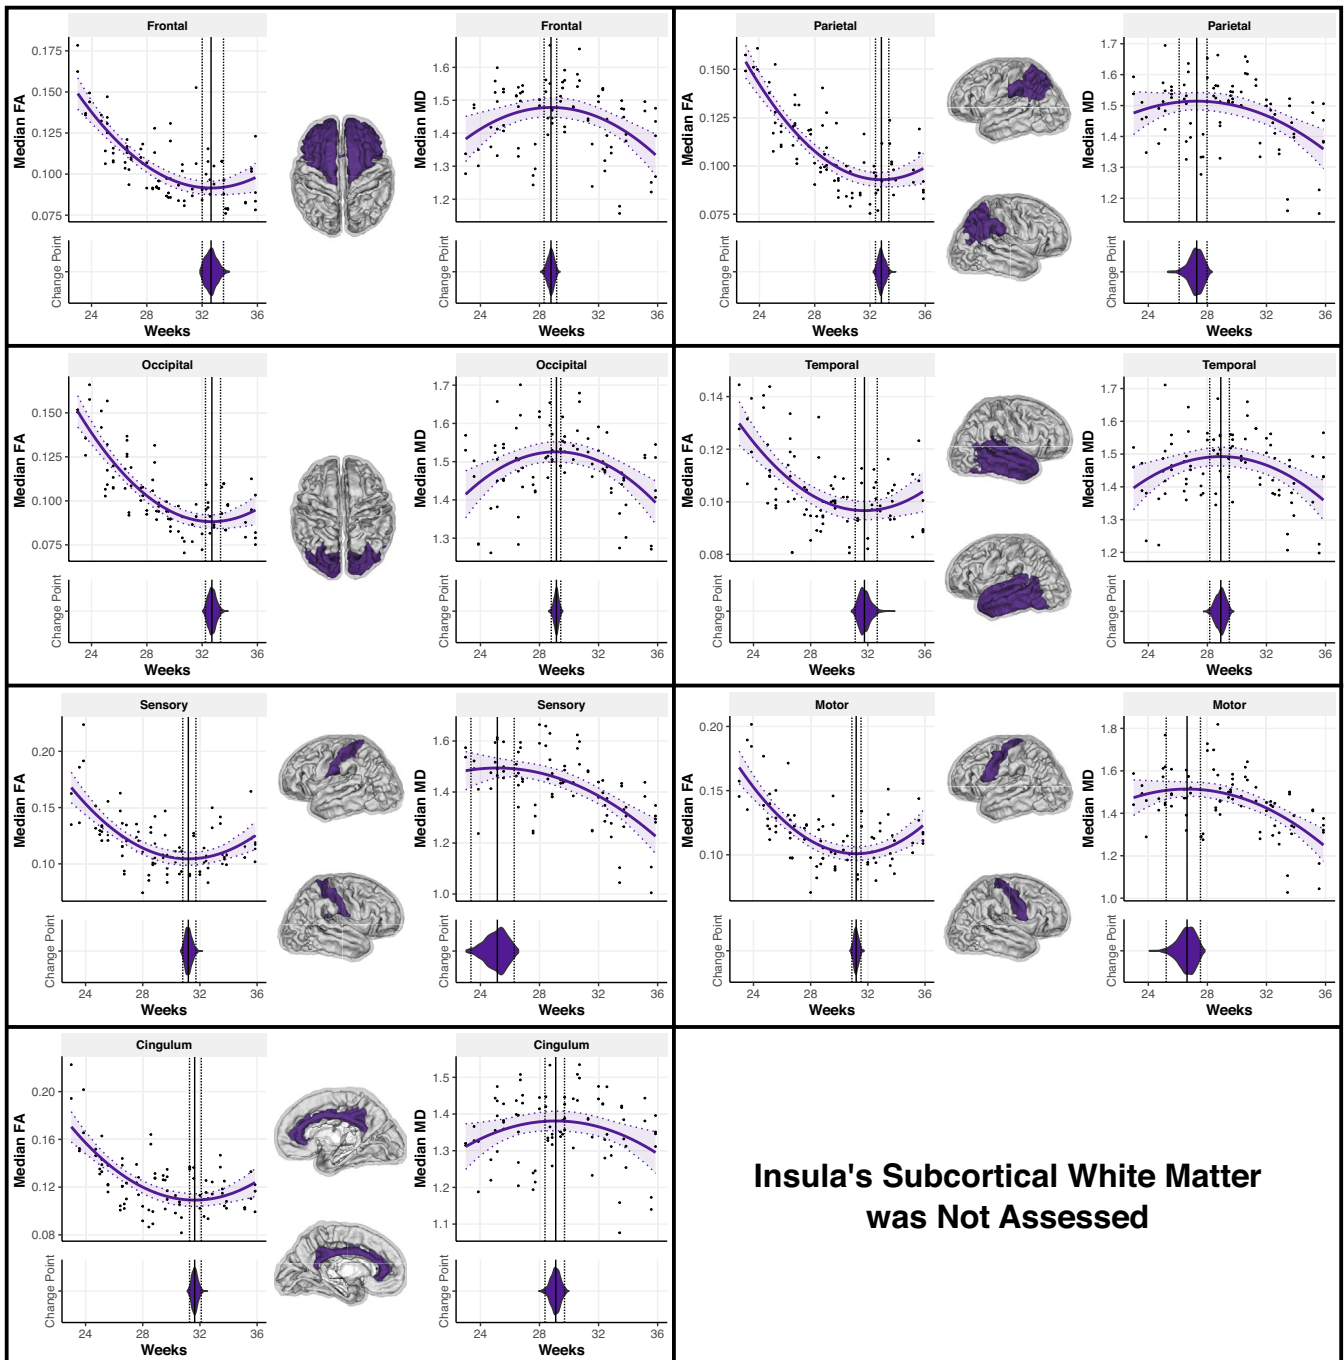 Frontal
Median FA
0.175
0.150
0.125
0.100
0.075
Change Point
24 28 32 36
Weeks
Frontal
Median MD
1.6
1.5
1.4
1.3
1.2
Change Point
24 28 32 36
Weeks
Parietal
Median FA
0.150
0.125
0.100
0.075
Change Point
24 28 32 36
Weeks
Parietal
Median MD
1.7
1.6
1.5
1.4
1.2
Change Point
24 28 32 36
Weeks
Occipital
Median FA
0.150
0.125
0.100
0.075
Change Point
24 28 32 36
Weeks
Occipital
Median MD
1.7
1.6
1.5
1.4
1.3
Change Point
24 28 32 36
Weeks
Temporal
Median FA
0.14
0.12
0.10
0.08
Change Point
24 28 32 36
Weeks
Temporal
Median MD
1.7
1.6
1.5
1.4
1.3
1.2
Change Point
24 28 32 36
Weeks
Sensory
Median FA
0.20
0.15
0.10
Change Point
24 28 32 36
Weeks
Sensory
Median MD
1.6
1.4
1.2
1.0
Change Point
24 28 32 36
Weeks
Motor
Median FA
0.20
0.15
0.10
Change Point
24 28 32 36
Weeks
Motor
Median MD
1.8
1.6
1.4
1.2
1.0
Change Point
24 28 32 36
Weeks
Cingulum
Median FA
0.20
0.16
0.12
0.08
Change Point
24 28 32 36
Weeks
Cingulum
Median MD
1.5
1.4
1.3
1.2
1.1
Change Point
24 28 32 36
Weeks
Insula's Subcortical White Matter
was Not Assessed